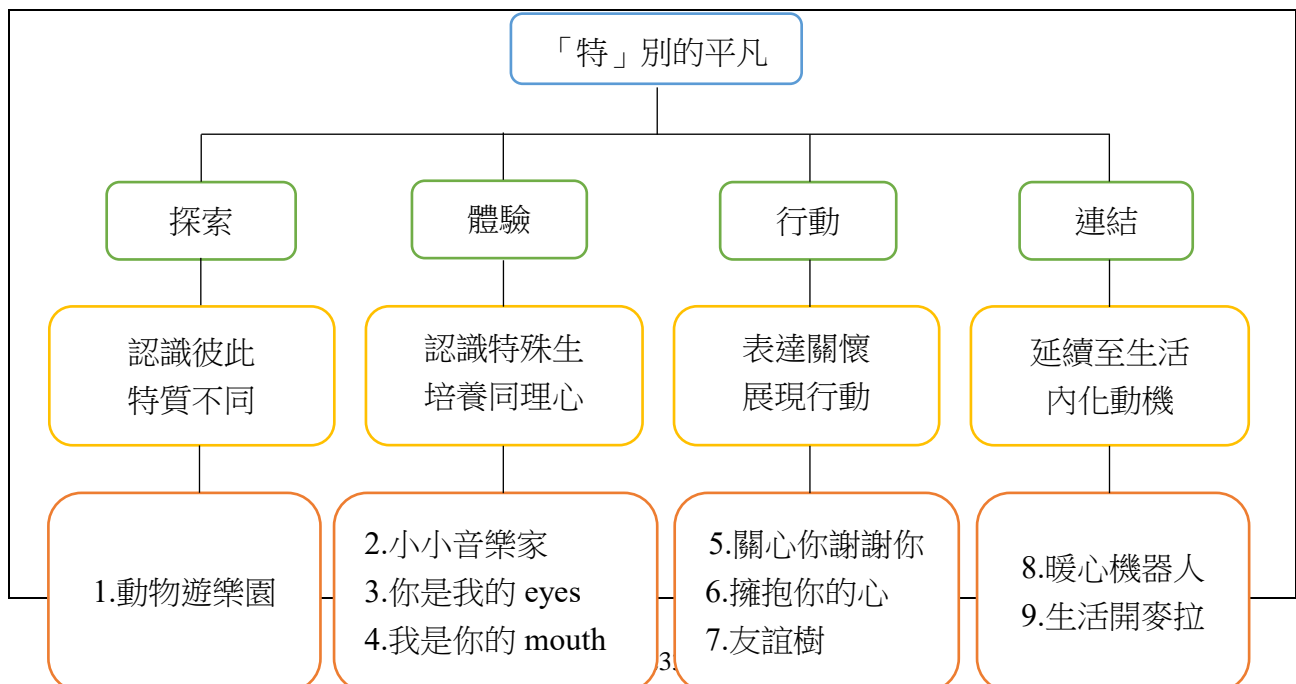 「特」別的平凡
探索
體驗
行動
連結
認識彼此
特質不同
認識特殊生
培養同理心
表達關懷
展現行動
延續至生活
內化動機
1.動物遊樂園
2.小小音樂家
3.你是我的 eyes
4.我是你的 mouth
5.關心你謝謝你
6.擁抱你的心
7.友誼樹
8.暖心機器人
9.生活開麥拉